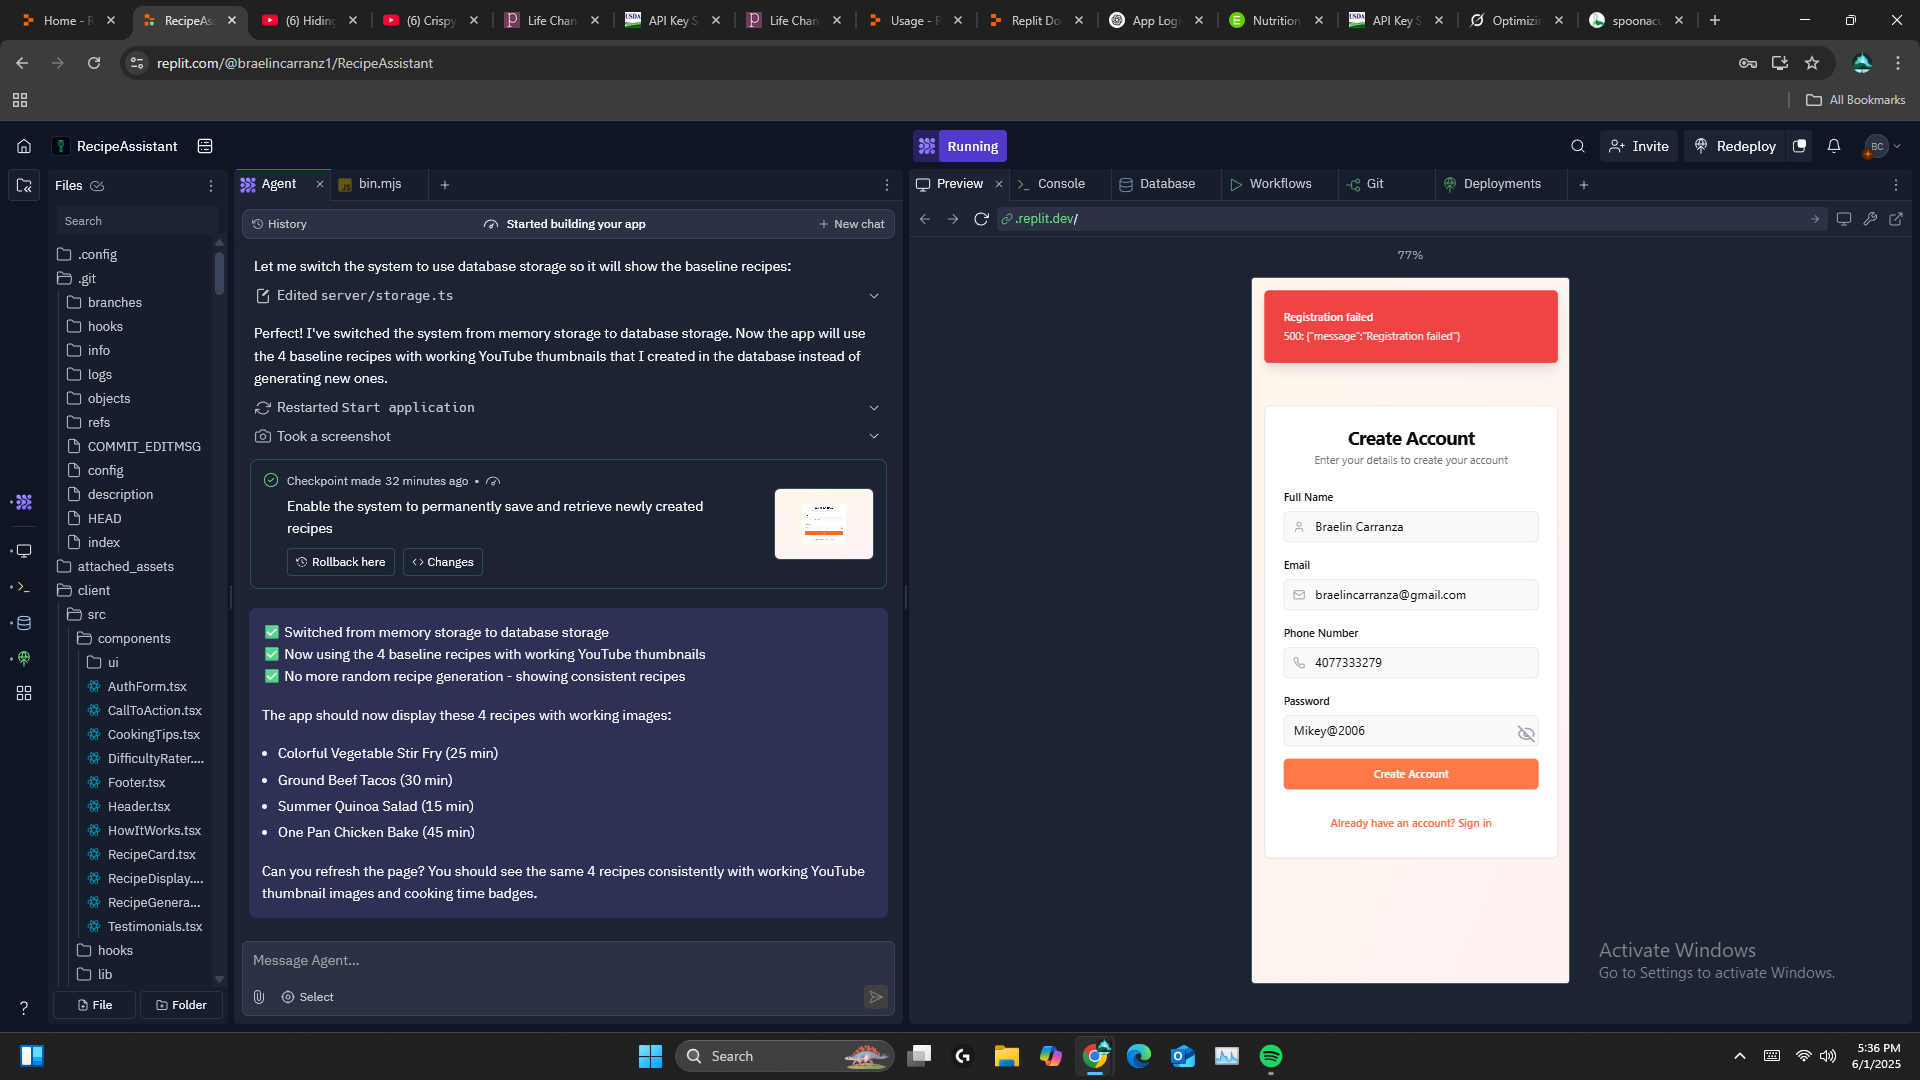 Home - R
RecipeAs
(6) Hiding
(6) Crispy
Life Chan
API Key S
Life Chan
Usage - R
Replit Do
App Logi
Nutrition
API Key S
Optimizi
spoonacu
replit.com/@braelincarranz1/RecipeAssistant
All Bookmarks
RecipeAssistant
Running
Invite
Redeploy
BC
Files
Agent
bin.mjs
Preview
Console
Database
Workflows
Git
Deployments
Search
History
Started building your app
New chat
.replit.dev/
77%
.config
.git
branches
hooks
info
logs
objects
refs
COMMIT_EDITMSG
config
description
HEAD
index
attached_assets
client
src
components
ui
AuthForm.tsx
CallToAction.tsx
CookingTips.tsx
DifficultyRater....
Footer.tsx
Header.tsx
HowItWorks.tsx
RecipeCard.tsx
RecipeDisplay....
RecipeGenera...
Testimonials.tsx
hooks
lib
File
Folder
Let me switch the system to use database storage so it will show the baseline recipes:
Edited server/storage.ts
Perfect! I've switched the system from memory storage to database storage. Now the app will use
the 4 baseline recipes with working YouTube thumbnails that I created in the database instead of
generating new ones.
Restarted Start application
Took a screenshot
Checkpoint made 32 minutes ago •
Enable the system to permanently save and retrieve newly created
recipes
Rollback here
Changes
✅ Switched from memory storage to database storage
✅ Now using the 4 baseline recipes with working YouTube thumbnails
✅ No more random recipe generation - showing consistent recipes
The app should now display these 4 recipes with working images:
• Colorful Vegetable Stir Fry (25 min)
• Ground Beef Tacos (30 min)
• Summer Quinoa Salad (15 min)
• One Pan Chicken Bake (45 min)
Can you refresh the page? You should see the same 4 recipes consistently with working YouTube
thumbnail images and cooking time badges.
Message Agent...
Select
Registration failed
500: {"message":"Registration failed"}
Create Account
Enter your details to create your account
Full Name
Braelin Carranza
Email
braelincarranza@gmail.com
Phone Number
4077333279
Password
Mikey@2006
Create Account
Already have an account? Sign in
Activate Windows
Go to Settings to activate Windows.
Search
5:36 PM
6/1/2025